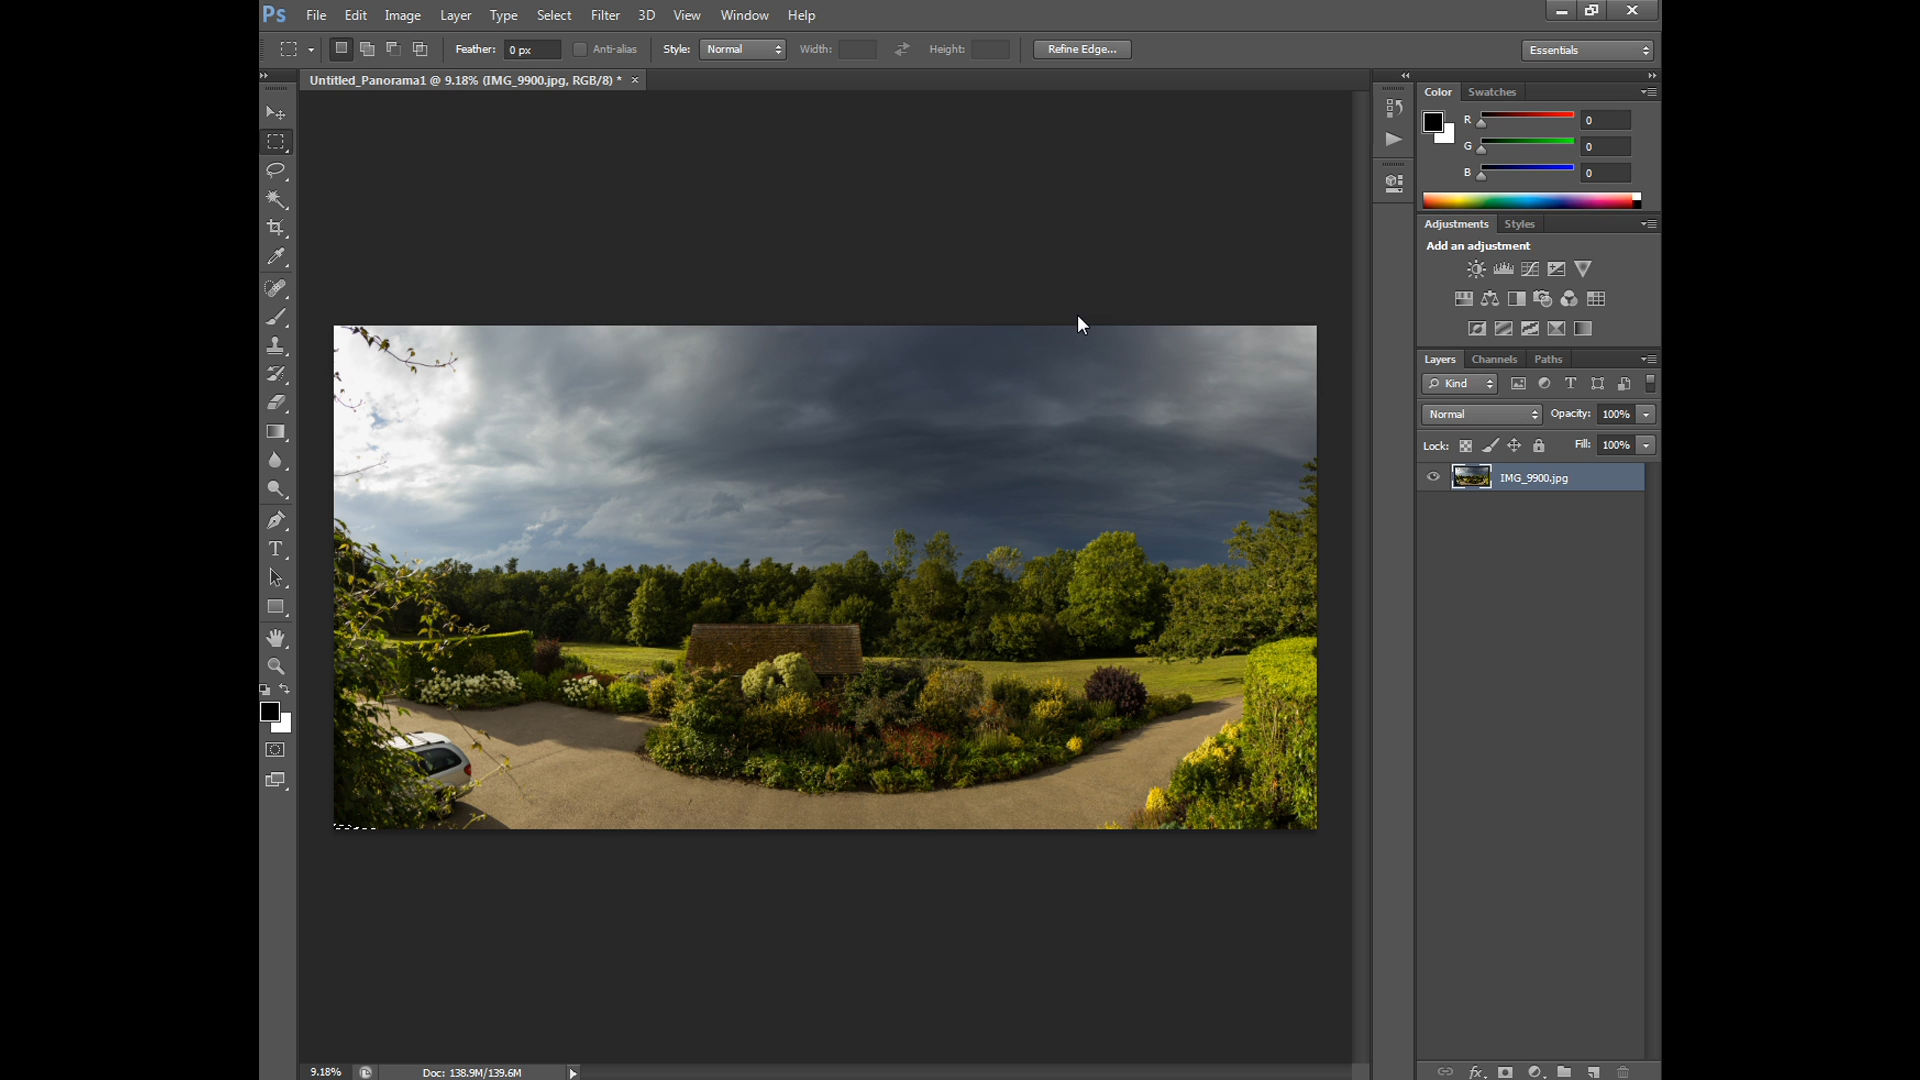 Ps File Edit Image Layer Type Select Filter 3D View Window Help
Feather: 0 px Anti-alias Style: Normal Width: Height: Refine Edge... Essentials
Untitled_Panorama1 @ 9.18% (IMG_9900.jpg, RGB/8) * ×
Color Swatches
R 0
G 0
B 0
Adjustments Styles
Add an adjustment
Layers Channels Paths
Kind
Normal Opacity: 100%
Lock: Fill: 100%
IMG_9900.jpg
9.18% Doc: 138.9M/139.6M
fx